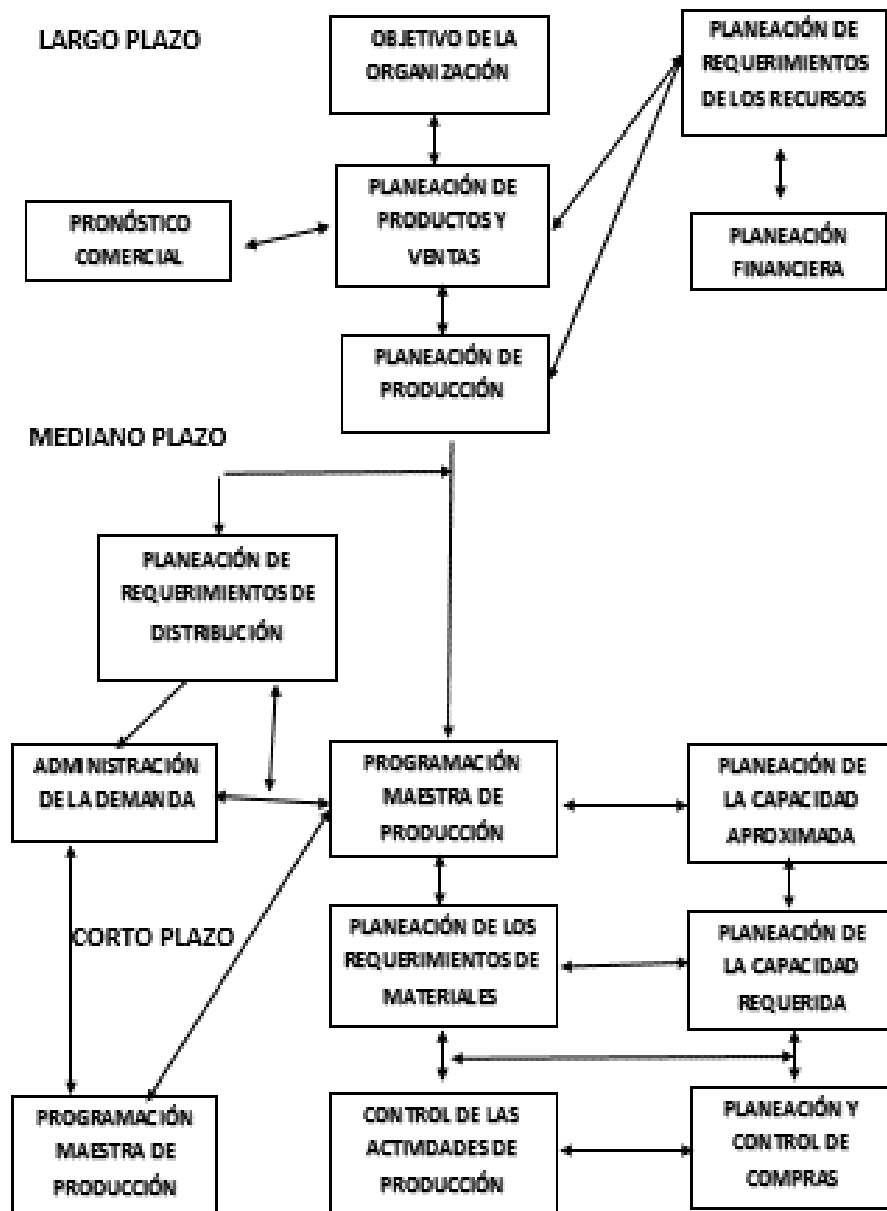 LARGO PLAZO
OBJETIVO DE LA
ORGANIZACIÓN
PLANEACIÓN DE
REQUERIMIENTOS
DE LOS RECURSOS
PLANEACIÓN DE
PRODUCTOS Y
VENTAS
PRONÓSTICO
COMERCIAL
PLANEACIÓN
FINANCIERA
PLANEACIÓN DE
PRODUCCIÓN
MEDIANO PLAZO
PLANEACIÓN DE
REQUERIMIENTOS DE
DISTRIBUCIÓN
ADMINISTRACIÓN
DE LA DEMANDA
PROGRAMACIÓN
MAESTRA DE
PRODUCCIÓN
PLANEACIÓN DE
LA CAPACIDAD
APROXIMADA
CORTO PLAZO
PLANEACIÓN DE LOS
REQUERIMIENTOS DE
MATERIALES
PLANEACIÓN DE
LA CAPACIDAD
REQUERIDA
PROGRAMACIÓN
MAESTRA DE
PRODUCCIÓN
CONTROL DE LAS
ACTIVIDADES DE
PRODUCCIÓN
PLANEACIÓN Y
CONTROL DE
COMPRAS